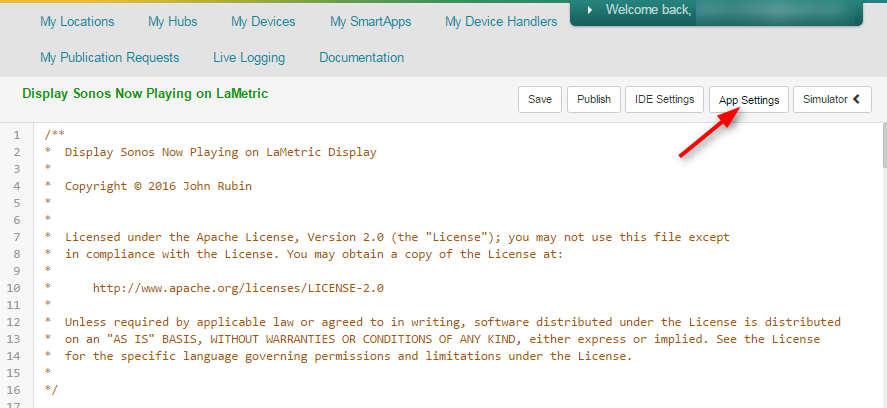 Welcome back,
My Locations My Hubs My Devices My SmartApps My Device Handlers
My Publication Requests Live Logging Documentation
Display Sonos Now Playing on LaMetric
Save Publish IDE Settings App Settings Simulator
1 /**
2 * Display Sonos Now Playing on LaMetric Display
3 *
4 * Copyright © 2016 John Rubin
5 *
6 *
7 * Licensed under the Apache License, Version 2.0 (the "License"); you may not use this file except
8 * in compliance with the License. You may obtain a copy of the License at:
9 *
10 * http://www.apache.org/licenses/LICENSE-2.0
11 *
12 * Unless required by applicable law or agreed to in writing, software distributed under the License is distributed
13 * on an "AS IS" BASIS, WITHOUT WARRANTIES OR CONDITIONS OF ANY KIND, either express or implied. See the License
14 * for the specific language governing permissions and limitations under the License.
15 *
16 */
17